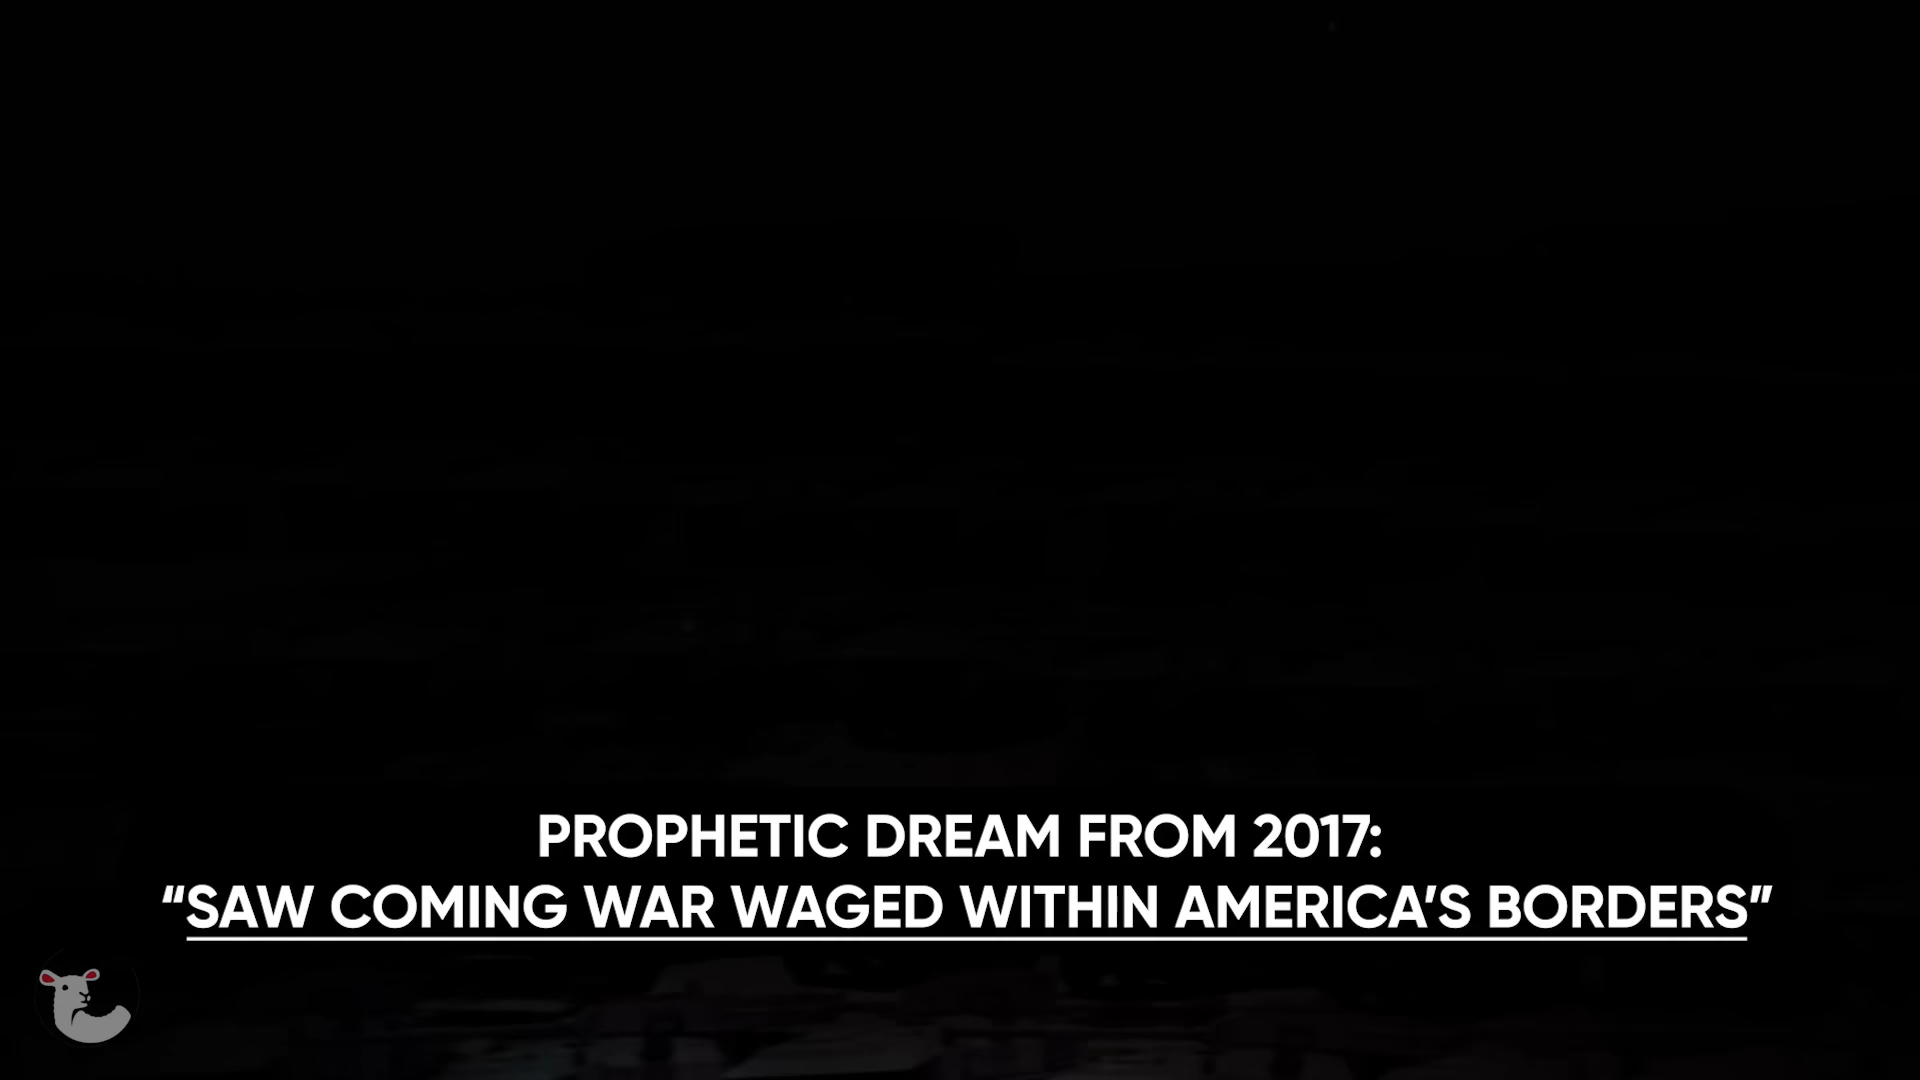 PROPHETIC DREAM FROM 2017:
“SAW COMING WAR WAGED WITHIN AMERICA’S BORDERS”